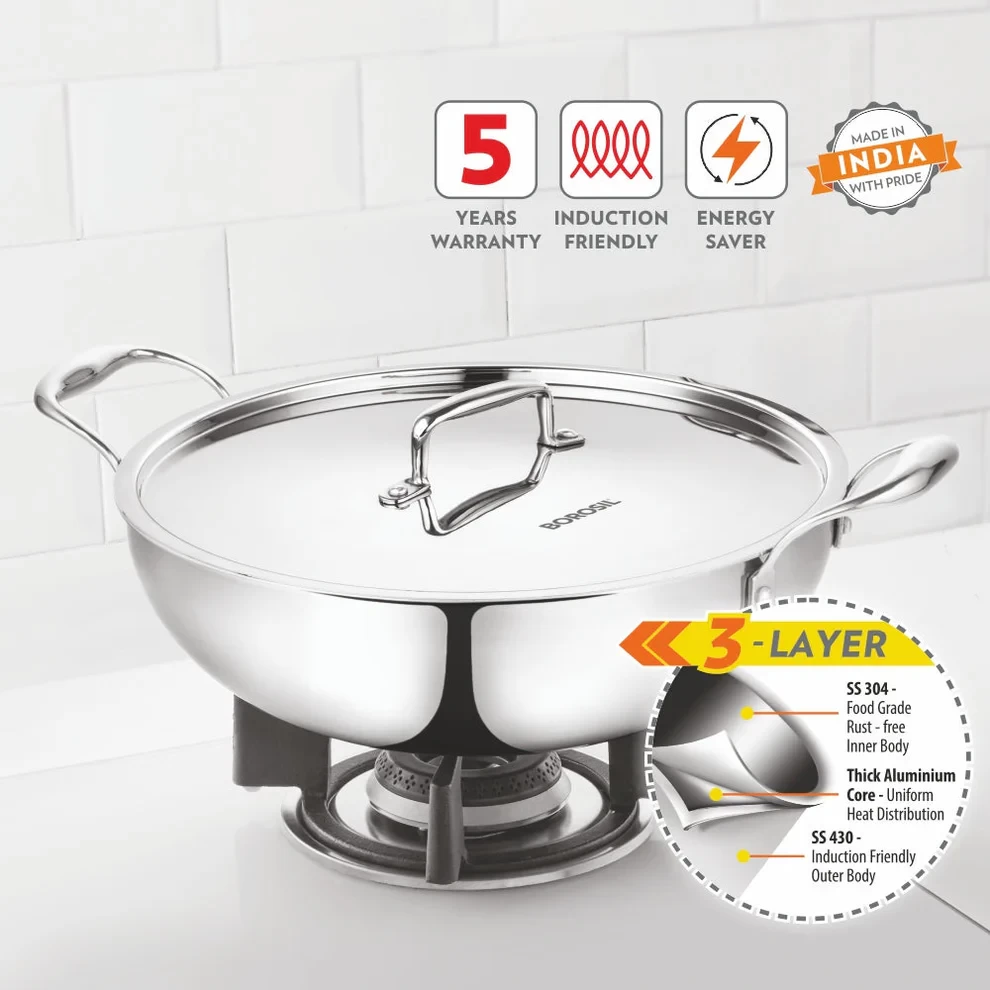 5
YEARS
WARRANTY
INDUCTION
FRIENDLY
ENERGY
SAVER
MADE IN
INDIA
WITH PRIDE
BOROSIL
3-LAYER
SS 304 -
Food Grade
Rust - free
Inner Body
Thick Aluminium
Core - Uniform
Heat Distribution
SS 430 -
Induction Friendly
Outer Body